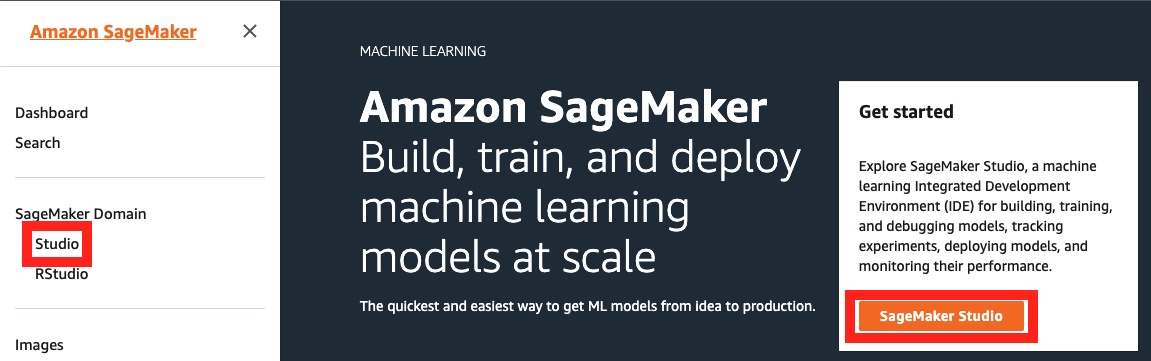 Amazon SageMaker
Dashboard
Search
SageMaker Domain
Studio
RStudio
Images
MACHINE LEARNING
Amazon SageMaker
Build, train, and deploy
machine learning
models at scale
The quickest and easiest way to get ML models from idea to production.
Get started
Explore SageMaker Studio, a machine
learning Integrated Development
Environment (IDE) for building, training,
and debugging models, tracking
experiments, deploying models, and
monitoring their performance.
SageMaker Studio